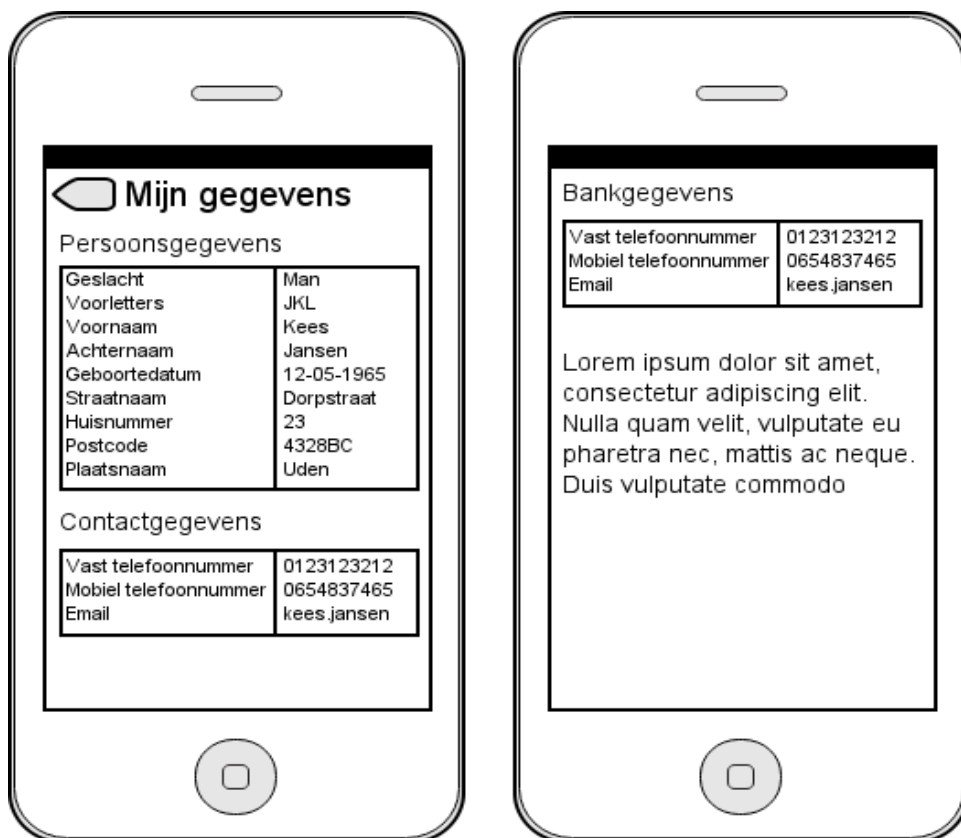 Mijn gegevens
Persoonsgegevens
Geslacht Man
Voorletters JKL
Voornaam Kees
Achternaam Jansen
Geboortedatum 12-05-1965
Straatnaam Dorpstraat
Huisnummer 23
Postcode 4328BC
Plaatsnaam Uden
Contactgegevens
Vast telefoonnummer 0123123212
Mobiel telefoonnummer 0654837465
Email kees.jansen
Bankgegevens
Vast telefoonnummer 0123123212
Mobiel telefoonnummer 0654837465
Email kees.jansen
Lorem ipsum dolor sit amet,
consectetur adipiscing elit.
Nulla quam velit, vulputate eu
pharetra nec, mattis ac neque.
Duis vulputate commodo